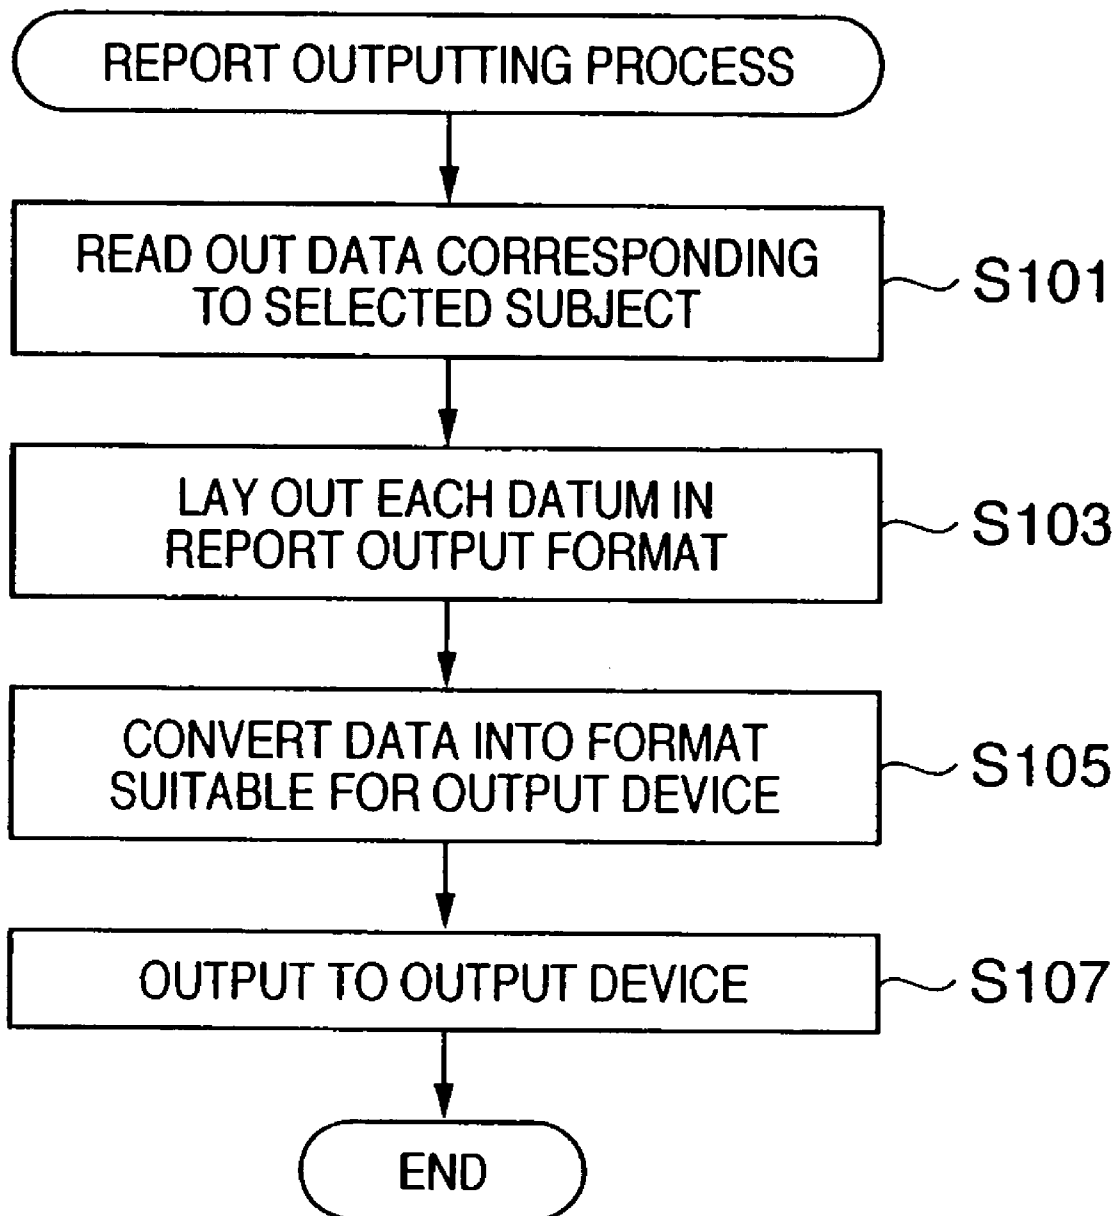 REPORT OUTPUTTING PROCESS
READ OUT DATA CORRESPONDING
TO SELECTED SUBJECT
S101
LAY OUT EACH DATUM IN
REPORT OUTPUT FORMAT
S103
CONVERT DATA INTO FORMAT
SUITABLE FOR OUTPUT DEVICE
S105
OUTPUT TO OUTPUT DEVICE
S107
END